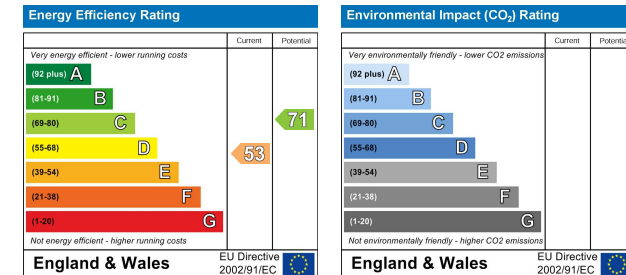 Energy Efficiency Rating
Current Potential
Very energy efficient - lower running costs
(92 plus) A
(81-91) B
(69-80) C
(55-68) D
(39-54) E
(21-38) F
(1-20) G
53
71
Not energy efficient - higher running costs
England & Wales
EU Directive
2002/91/EC
Environmental Impact (CO₂) Rating
Current Potential
Very environmentally friendly - lower CO2 emissions
(92 plus) A
(81-91) B
(69-80) C
(55-68) D
(39-54) E
(21-38) F
(1-20) G
Not environmentally friendly - higher CO2 emissions
England & Wales
EU Directive
2002/91/EC